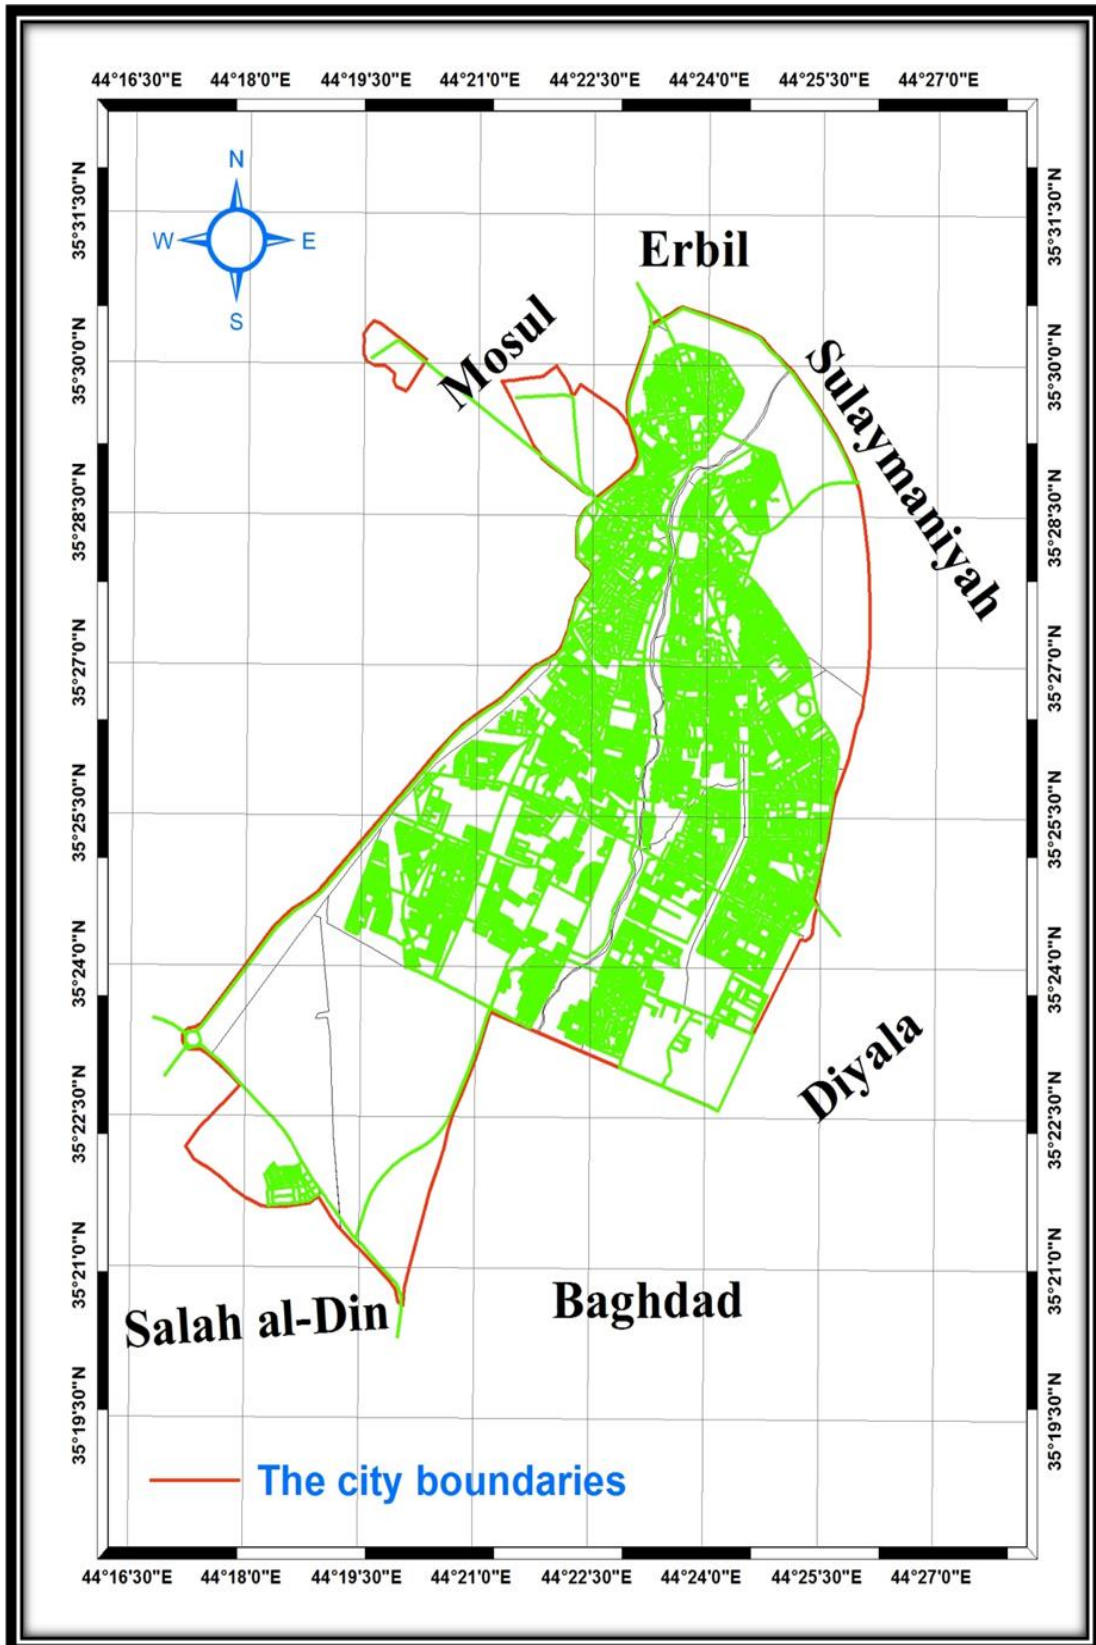 44°16'30"E 44°18'0"E 44°19'30"E 44°21'0"E 44°22'30"E 44°24'0"E 44°25'30"E 44°27'0"E
N
W E
S
Erbil
Mosul
Sulaymaniyah
Diyala
Baghdad
Salah al-Din
35°31'30"N
35°30'0"N
35°28'30"N
35°27'0"N
35°25'30"N
35°24'0"N
35°22'30"N
35°21'0"N
35°19'30"N
35°31'30"N
35°30'0"N
35°28'30"N
35°27'0"N
35°25'30"N
35°24'0"N
35°22'30"N
35°21'0"N
35°19'30"N
The city boundaries
44°16'30"E 44°18'0"E 44°19'30"E 44°21'0"E 44°22'30"E 44°24'0"E 44°25'30"E 44°27'0"E